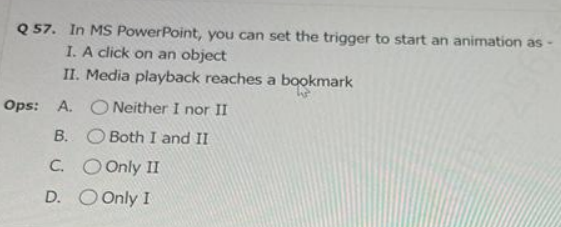 Q 57. In MS PowerPoint, you can set the trigger to start an animation as -
I. A click on an object
II. Media playback reaches a bookmark
Ops: A. Neither I nor II
B. Both I and II
C. Only II
D. Only I